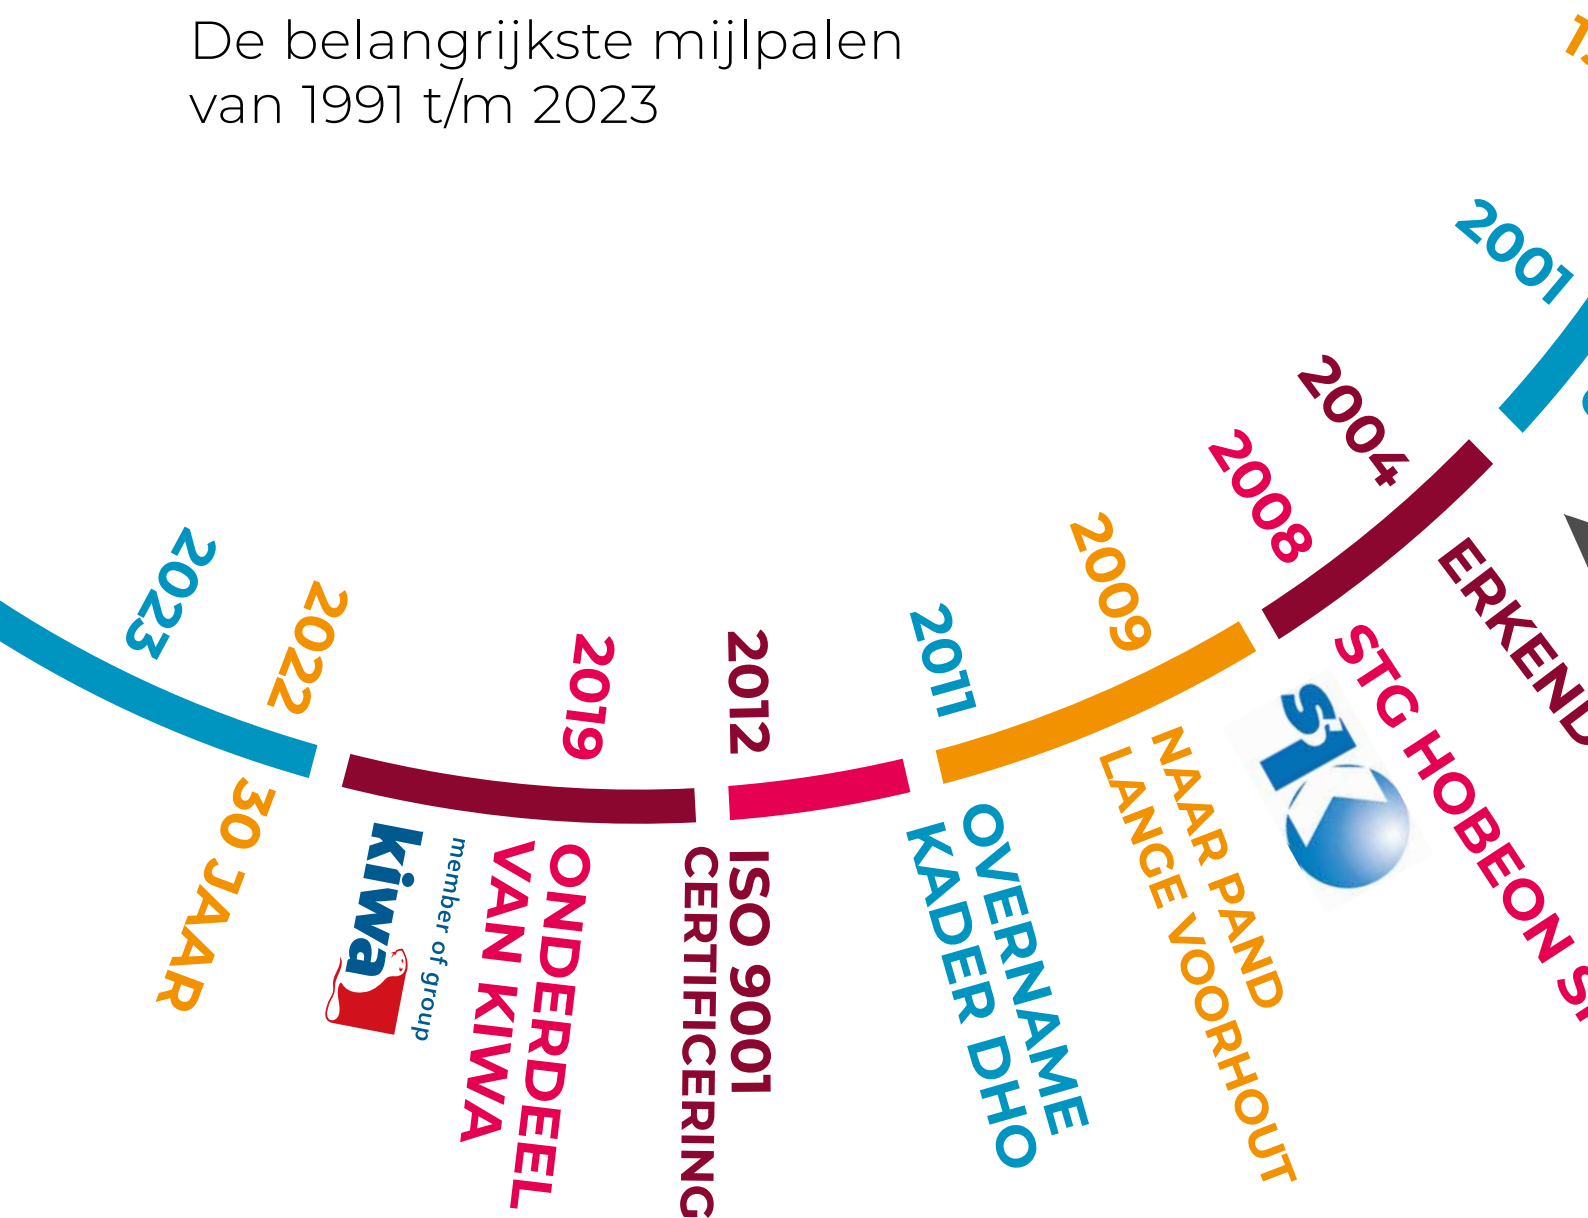 De belangrijkste mijlpalen
van 1991 t/m 2023
2001
2004
ERKEND
2008
STG HOBEON
SIKO
2009
NAAR PAND
LANGE VOORHOUT
2011
OVERNAME
KADER DHO
2012
ISO 9001
CERTIFICERING
2019
ONDERDEEL
VAN KIWA
member of group
kiwa
2022
30 JAAR
2023